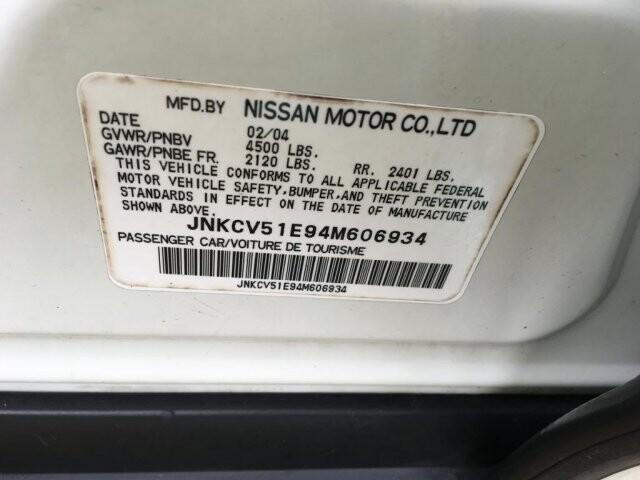 MFD.BY NISSAN MOTOR CO.,LTD
DATE 02/04
GVWR/PNBV 4500 LBS.
GAWR/PNBE FR. 2120 LBS. RR. 2401 LBS.
THIS VEHICLE CONFORMS TO ALL APPLICABLE FEDERAL
MOTOR VEHICLE SAFETY, BUMPER, AND THEFT PREVENTION
STANDARDS IN EFFECT ON THE DATE OF MANUFACTURE
SHOWN ABOVE.
JNKCV51E94M606934
PASSENGER CAR/VOITURE DE TOURISME
JNKCV51E94M606934